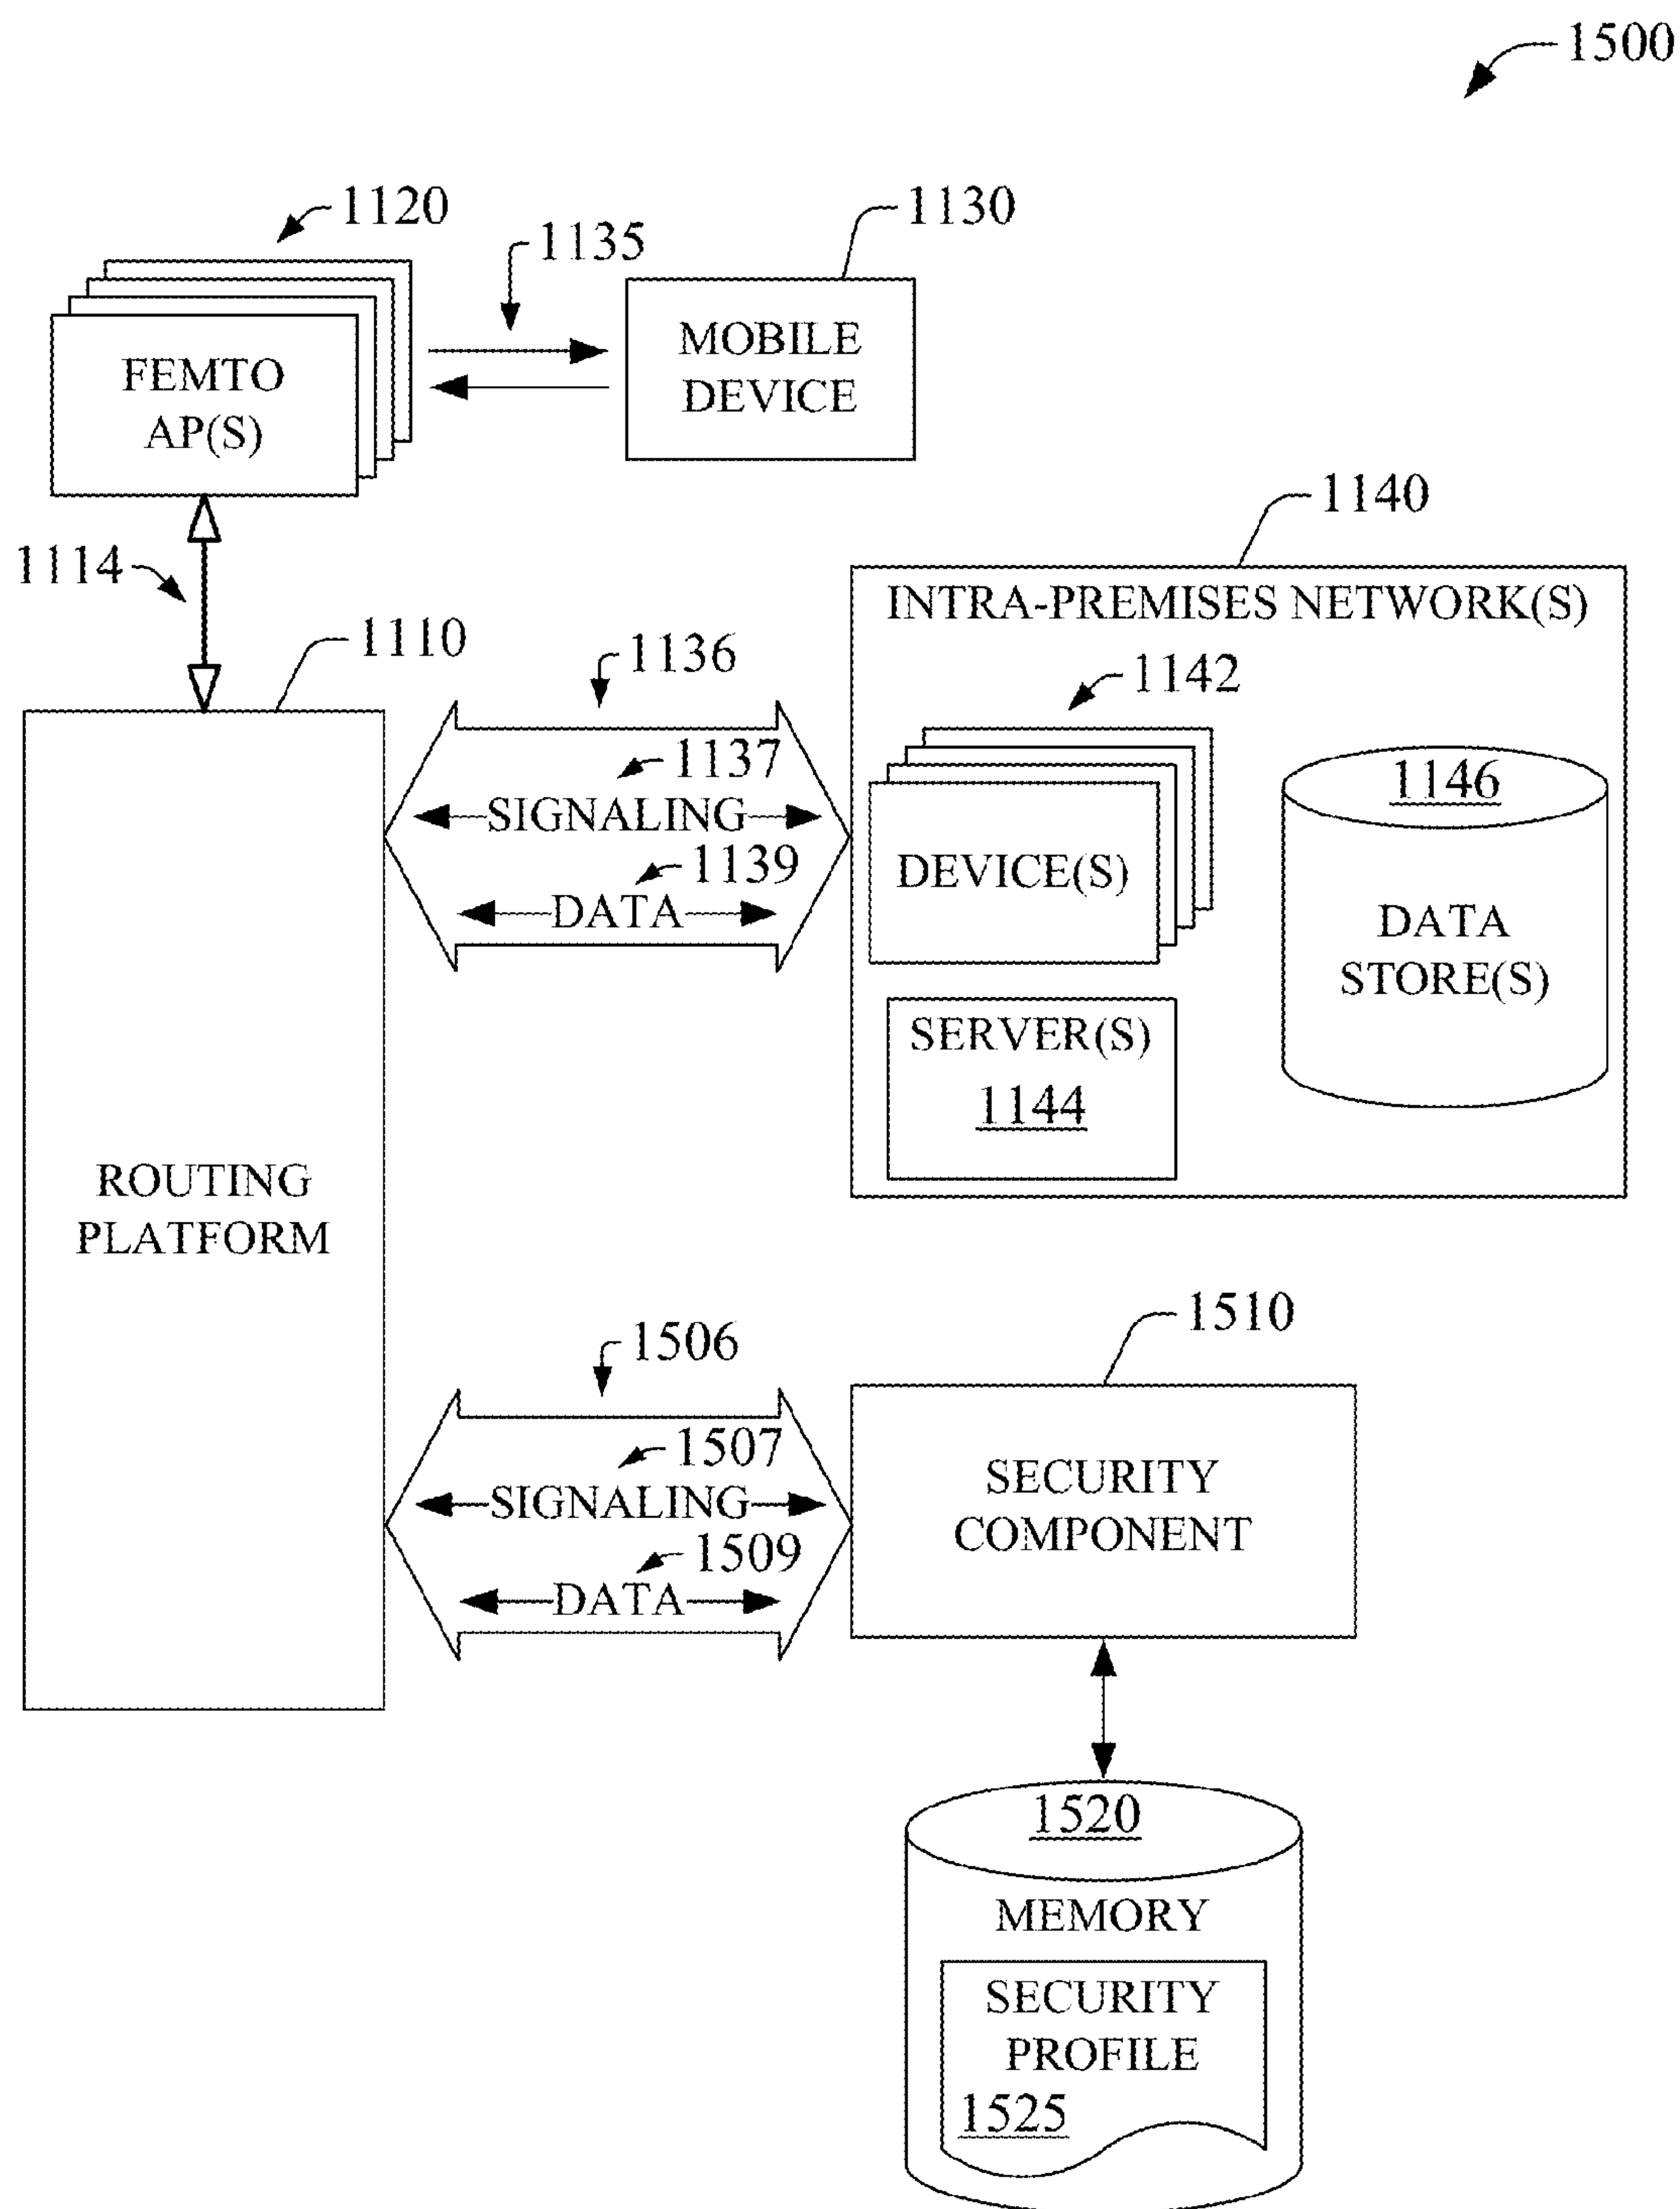 1500
1120
1135
1130
FEMTO
AP(S)
MOBILE
DEVICE
1114
1110
1140
INTRA-PREMISES NETWORK(S)
1136
1137
SIGNALING
1139
DATA
1142
DEVICE(S)
1146
DATA
STORE(S)
SERVER(S)
1144
ROUTING
PLATFORM
1506
1507
SIGNALING
1509
DATA
1510
SECURITY
COMPONENT
1520
MEMORY
SECURITY
PROFILE
1525